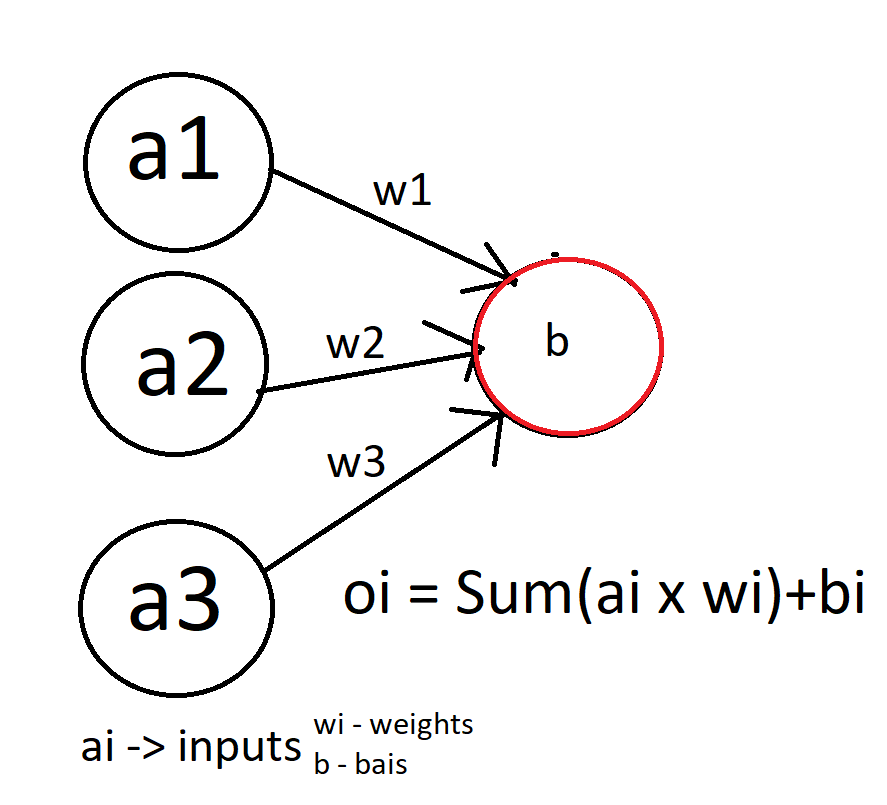 a1
w1
a2
w2
b
w3
a3
oi = Sum(ai x wi)+bi
ai -> inputs
wi - weights
b - bais